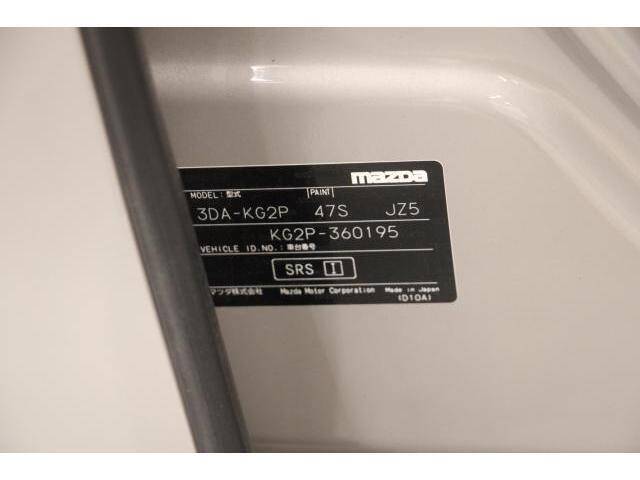 mazda
MODEL: 型式 PAINT
3DA-KG2P 47S JZ5
KG2P-360195
VEHICLE ID.NO.: 車台番号
SRS I
マツダ株式会社 Mazda Motor Corporation Made in Japan
(D10A)